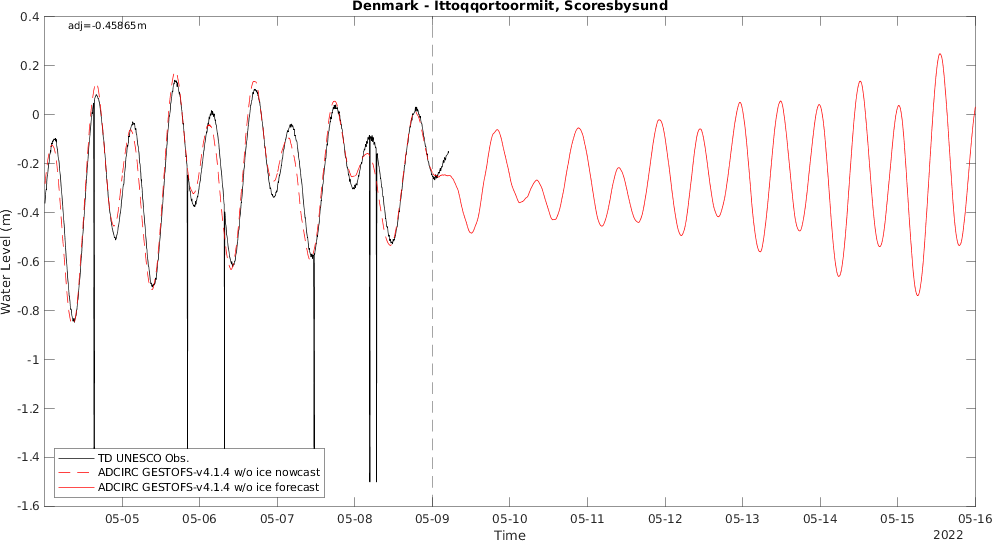 Denmark - Ittoqqortoormiit, Scoresbysund
adj=-0.45865m
0.4
0.2
0
-0.2
-0.4
-0.6
-0.8
-1
-1.2
-1.4
-1.6
Water Level (m)
TD UNESCO Obs.
ADCIRC GESTOFS-v4.1.4 w/o ice nowcast
ADCIRC GESTOFS-v4.1.4 w/o ice forecast
05-05 05-06 05-07 05-08 05-09 05-10 05-11 05-12 05-13 05-14 05-15 05-16
Time
2022